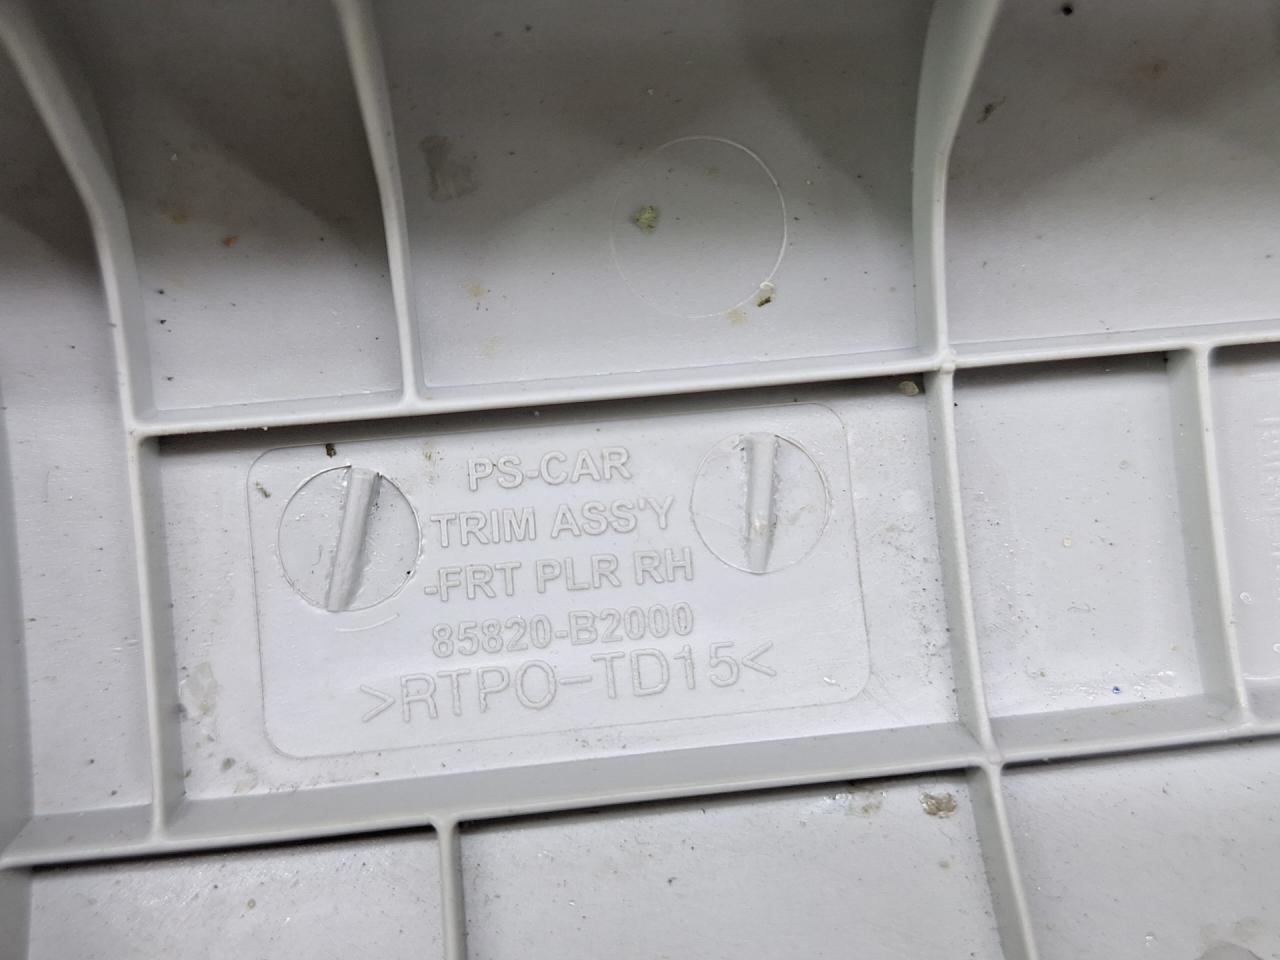 PS-CAR
TRIM ASS'Y
-FRT PLR RH
85820-B2000
>RTPO-TD15<